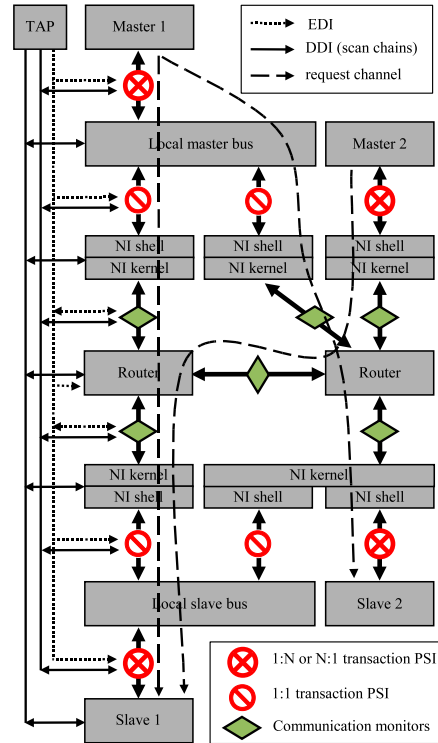 TAP
Master 1
EDI
DDI (scan chains)
request channel
Local master bus
Master 2
NI shell
NI kernel
NI shell
NI kernel
NI shell
NI kernel
Router
Router
NI kernel
NI shell
NI kernel
NI shell
NI shell
Local slave bus
Slave 2
1:N or N:1 transaction PSI
1:1 transaction PSI
Communication monitors
Slave 1